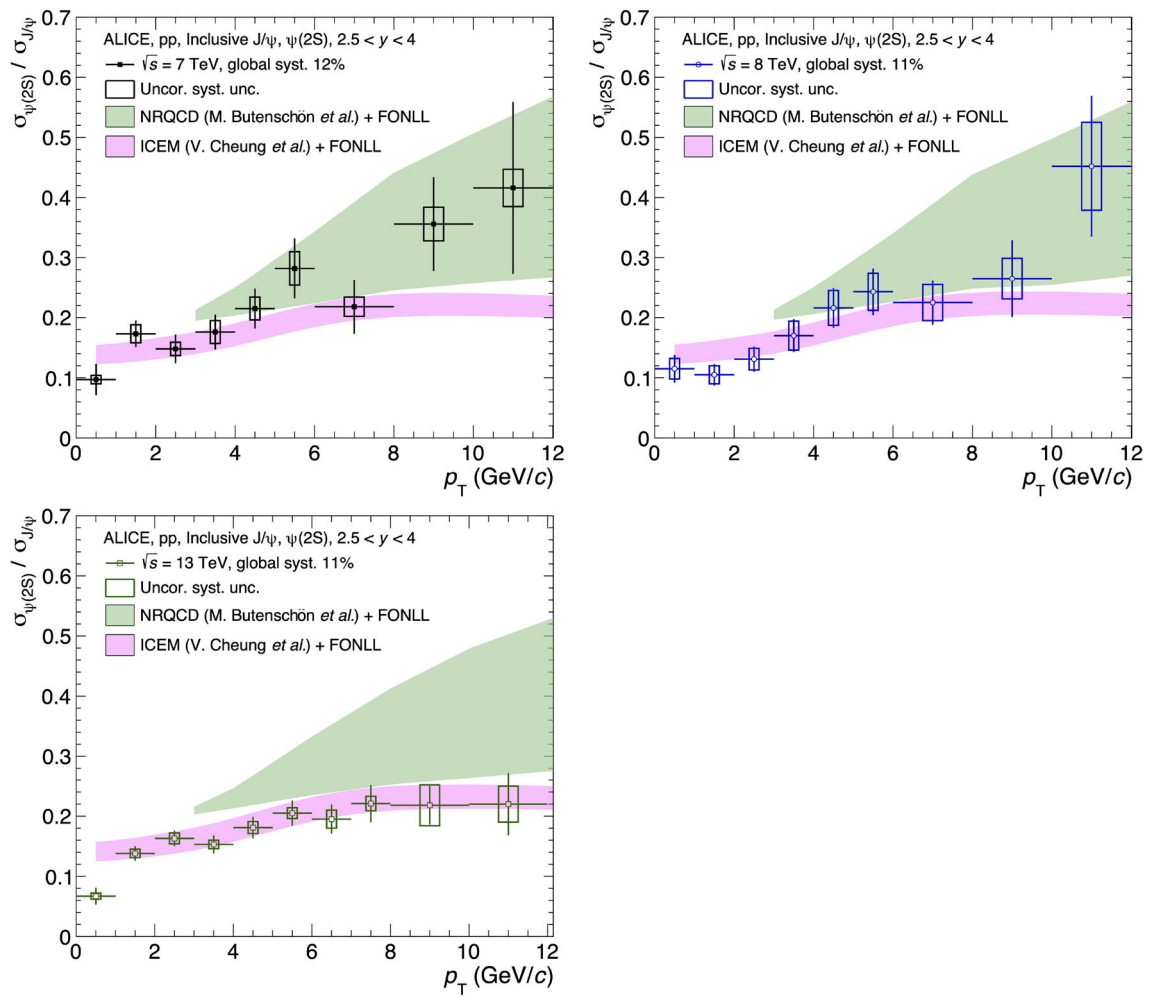 ALICE, pp, Inclusive J/ψ, ψ(2S), 2.5 < y < 4
√s = 7 TeV, global syst. 12%
Uncor. syst. unc.
NRQCD (M. Butenschön et al.) + FONLL
ICEM (V. Cheung et al.) + FONLL
σψ(2S) / σJ/ψ
0.7
0.6
0.5
0.4
0.3
0.2
0.1
0
0 2 4 6 8 10 12
pT (GeV/c)
ALICE, pp, Inclusive J/ψ, ψ(2S), 2.5 < y < 4
√s = 8 TeV, global syst. 11%
Uncor. syst. unc.
NRQCD (M. Butenschön et al.) + FONLL
ICEM (V. Cheung et al.) + FONLL
σψ(2S) / σJ/ψ
0.7
0.6
0.5
0.4
0.3
0.2
0.1
0
0 2 4 6 8 10 12
pT (GeV/c)
ALICE, pp, Inclusive J/ψ, ψ(2S), 2.5 < y < 4
√s = 13 TeV, global syst. 11%
Uncor. syst. unc.
NRQCD (M. Butenschön et al.) + FONLL
ICEM (V. Cheung et al.) + FONLL
σψ(2S) / σJ/ψ
0.7
0.6
0.5
0.4
0.3
0.2
0.1
0
0 2 4 6 8 10 12
pT (GeV/c)